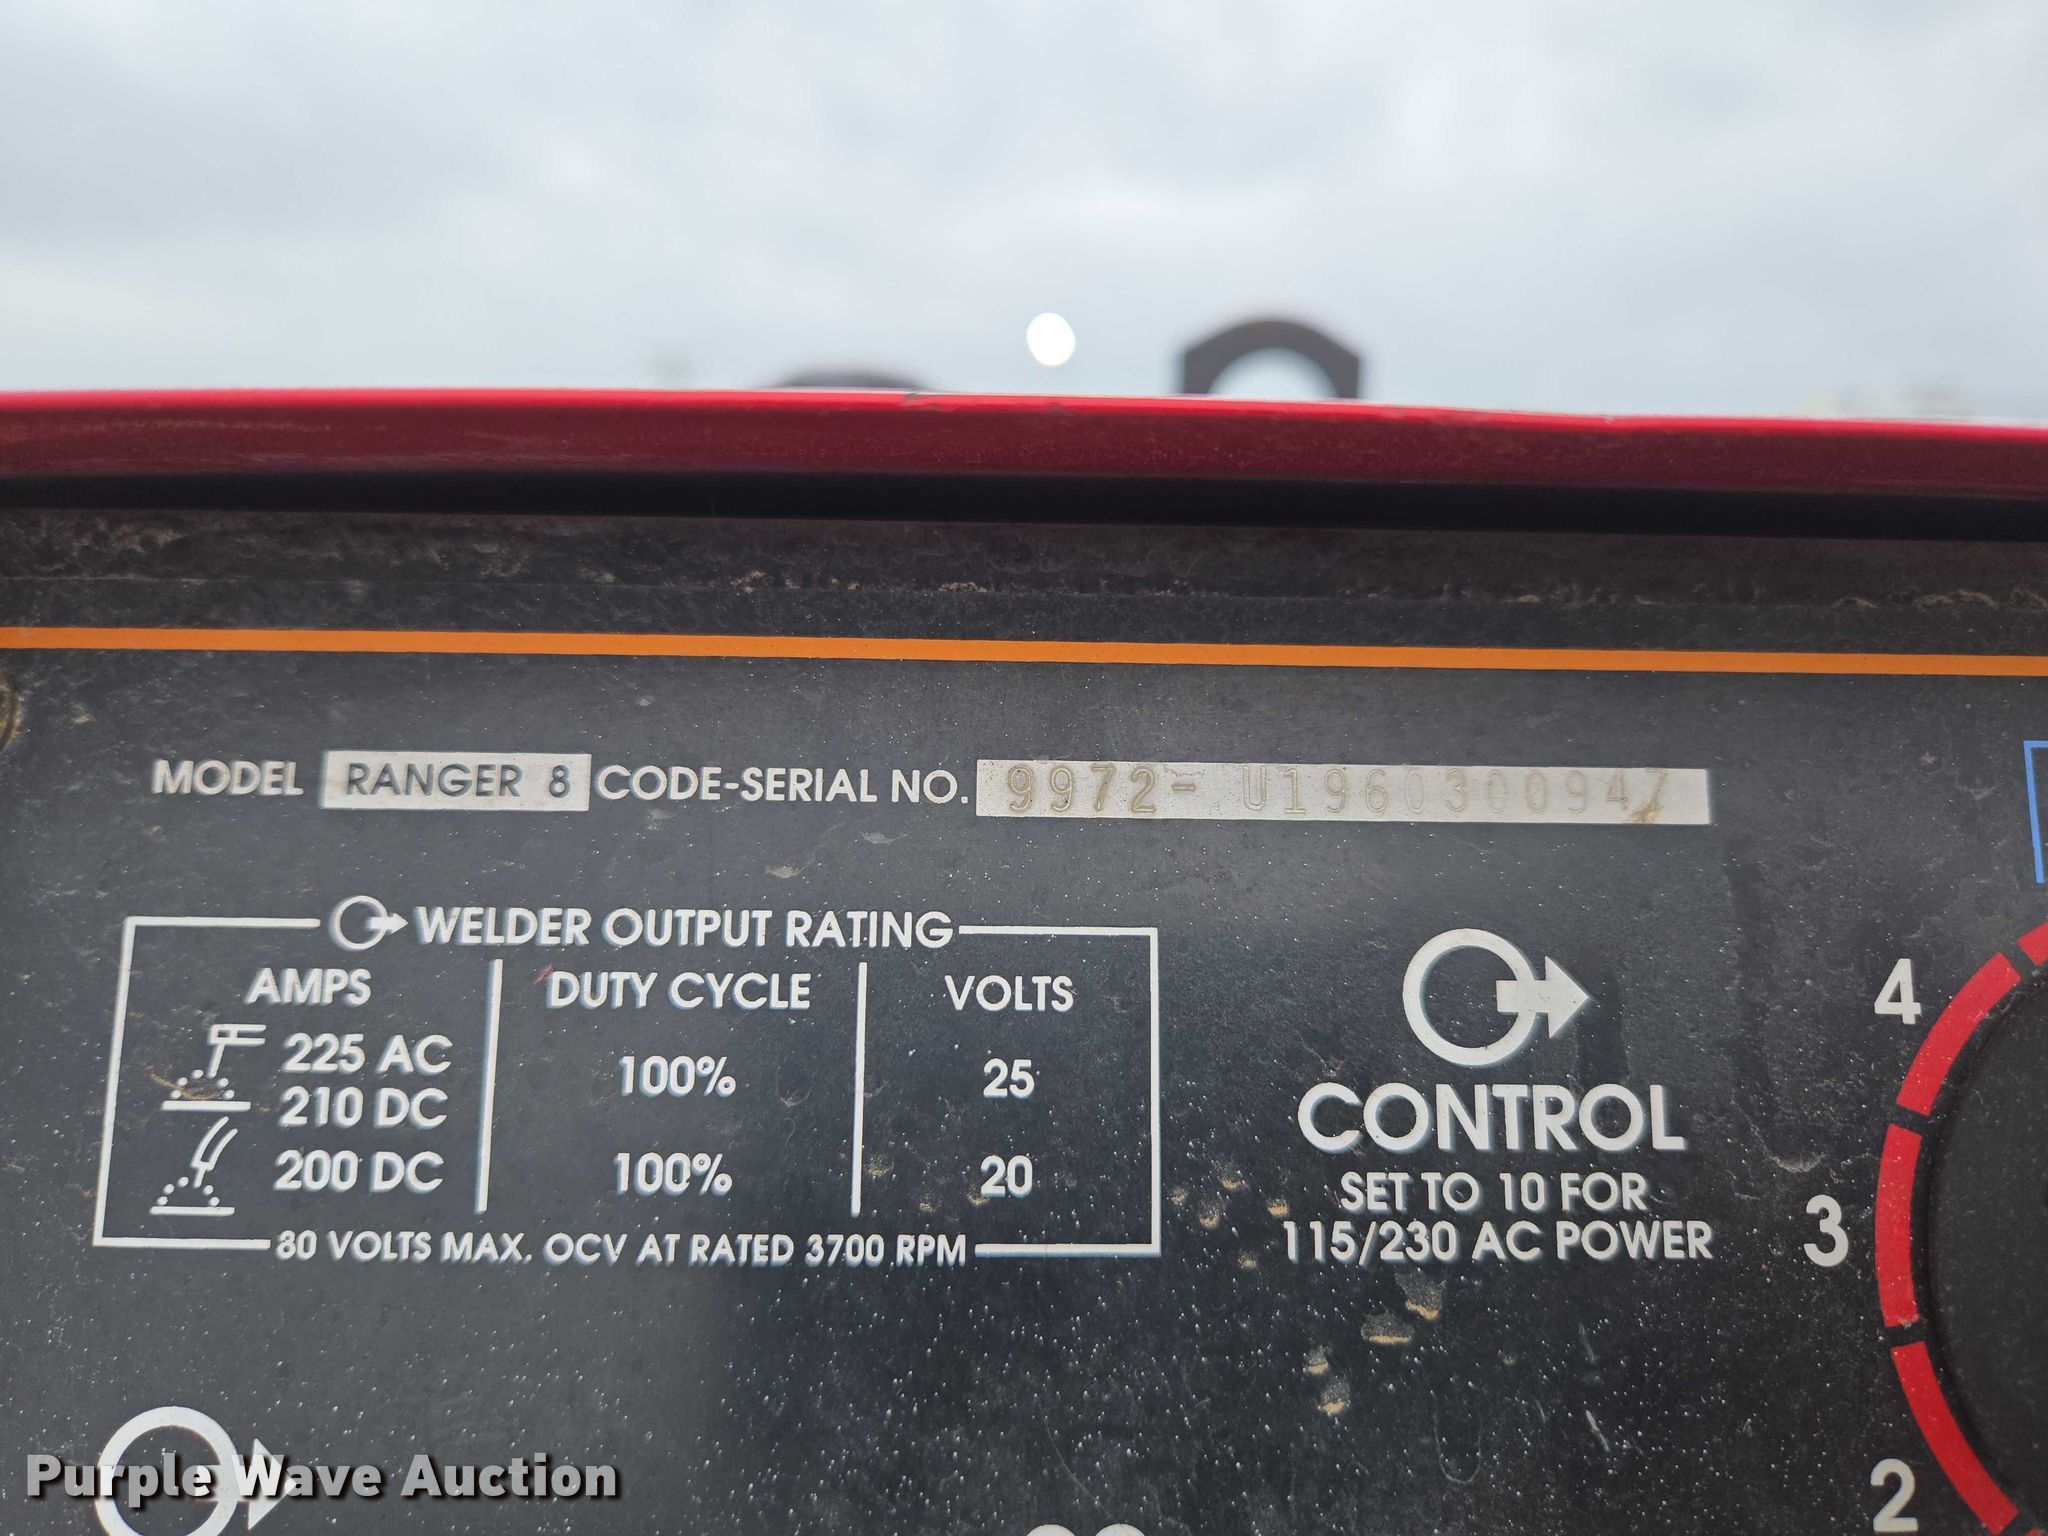 MODEL RANGER 8 CODE-SERIAL NO. 9972- U1960300947
WELDER OUTPUT RATING
AMPS DUTY CYCLE VOLTS
225 AC
210 DC 100% 25
200 DC 100% 20
80 VOLTS MAX. OCV AT RATED 3700 RPM
CONTROL
SET TO 10 FOR
115/230 AC POWER
4
3
2
Purple Wave Auction